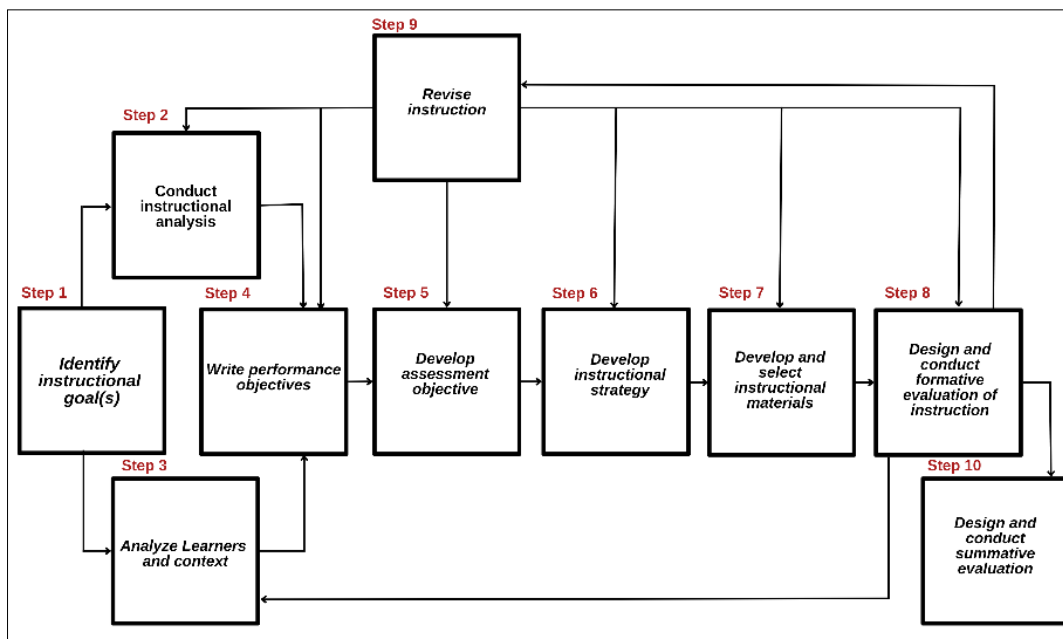 Step 9
Revise
instruction
Step 2
Conduct
instructional
analysis
Step 1
Identify
instructional
goal(s)
Step 4
Write performance
objectives
Step 5
Develop
assessment
objective
Step 6
Develop
instructional
strategy
Step 7
Develop and
select
instructional
materials
Step 8
Design and
conduct
formative
evaluation of
instruction
Step 3
Analyze Learners
and context
Step 10
Design and
conduct
summative
evaluation